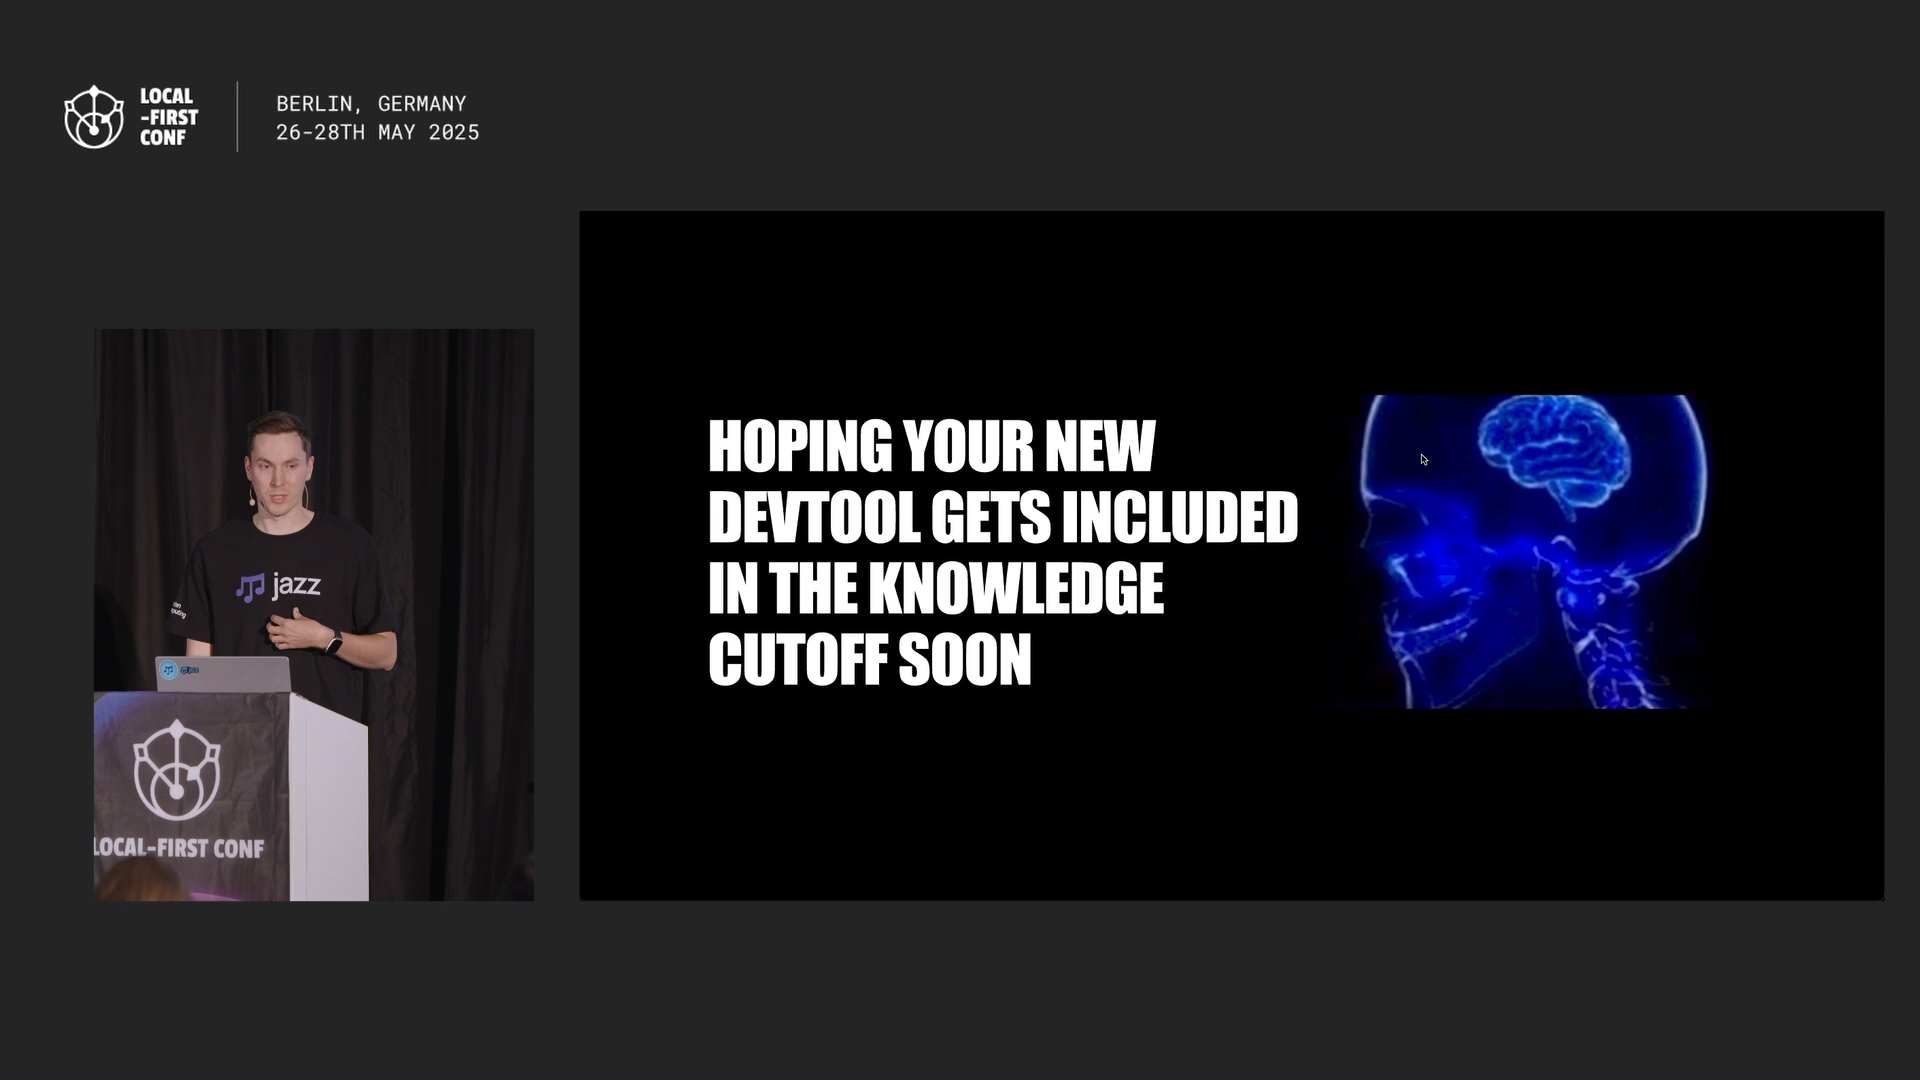 LOCAL
-FIRST
CONF
BERLIN, GERMANY
26-28TH MAY 2025
HOPING YOUR NEW
DEVTOOL GETS INCLUDED
IN THE KNOWLEDGE
CUTOFF SOON
jazz
jazz
LOCAL-FIRST CONF